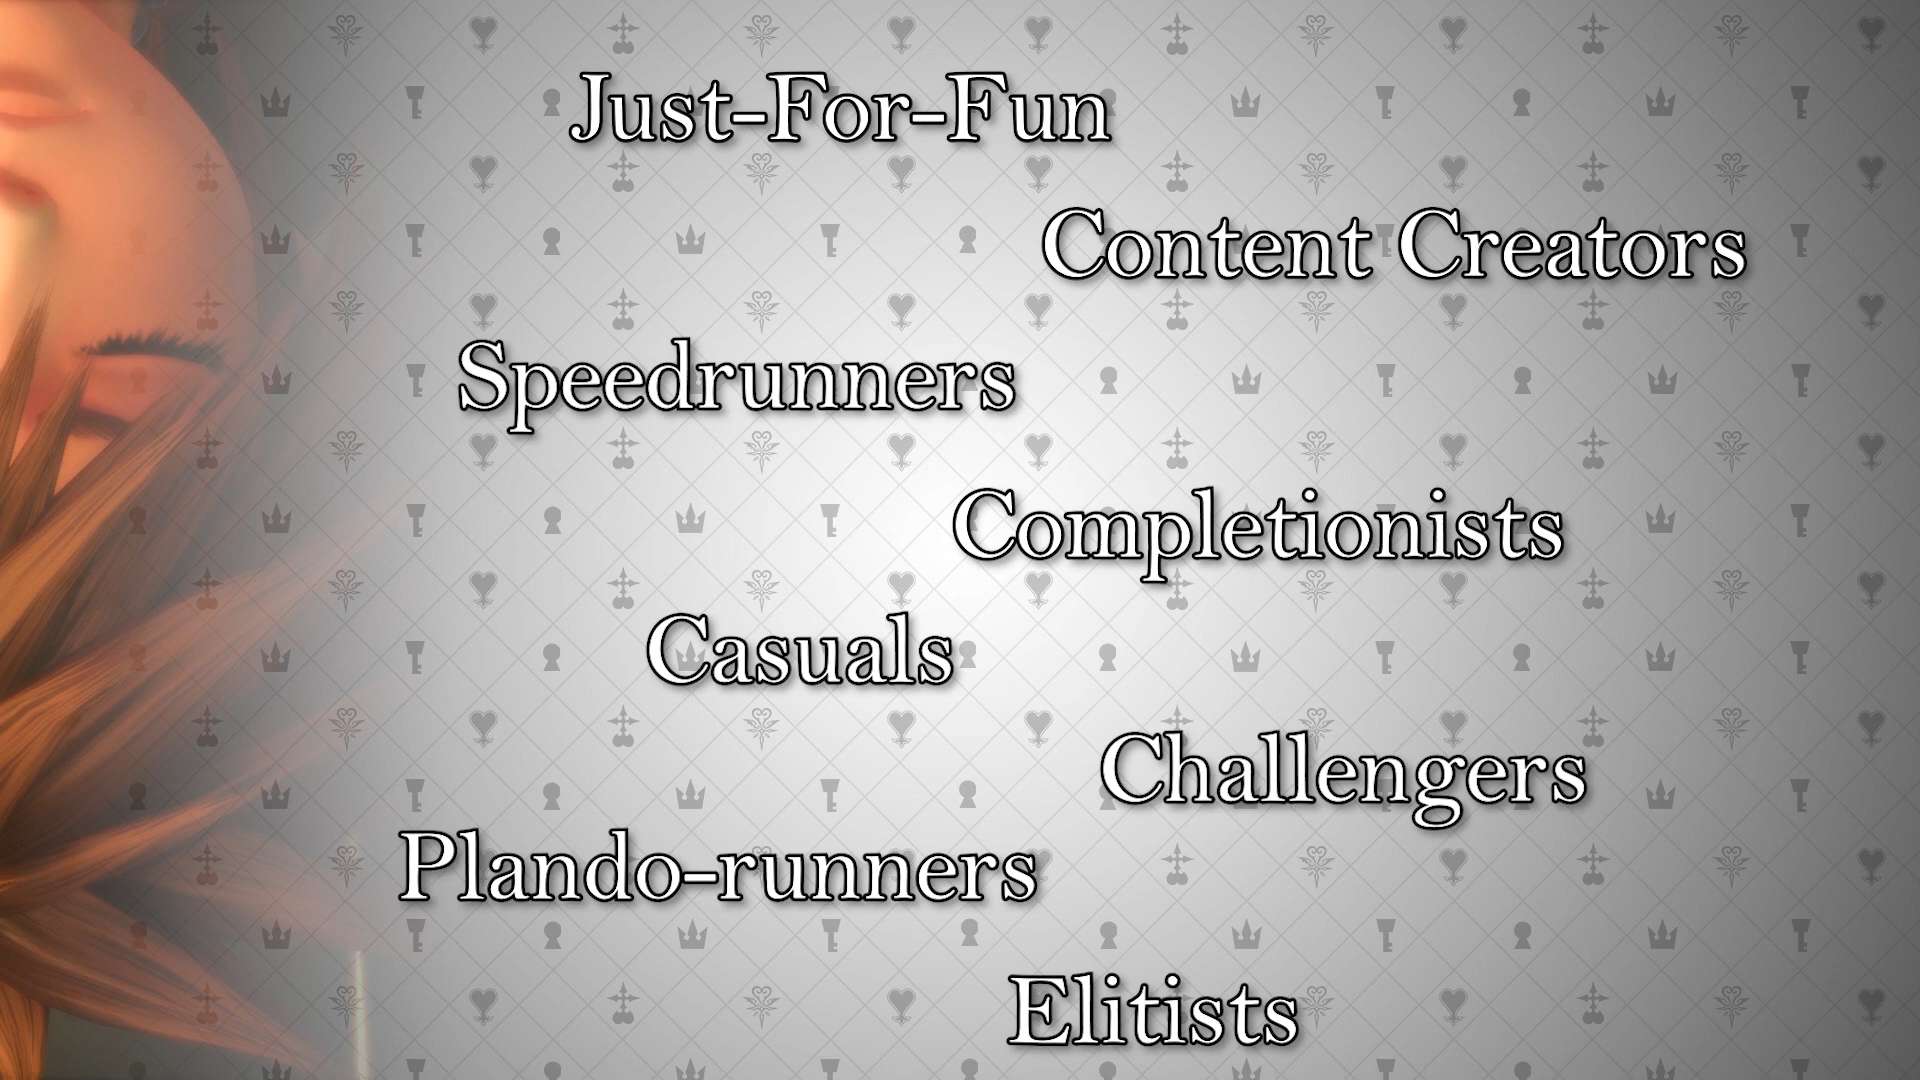 Just-For-Fun
Content Creators
Speedrunners
Completionists
Casuals
Challengers
Plando-runners
Elitists